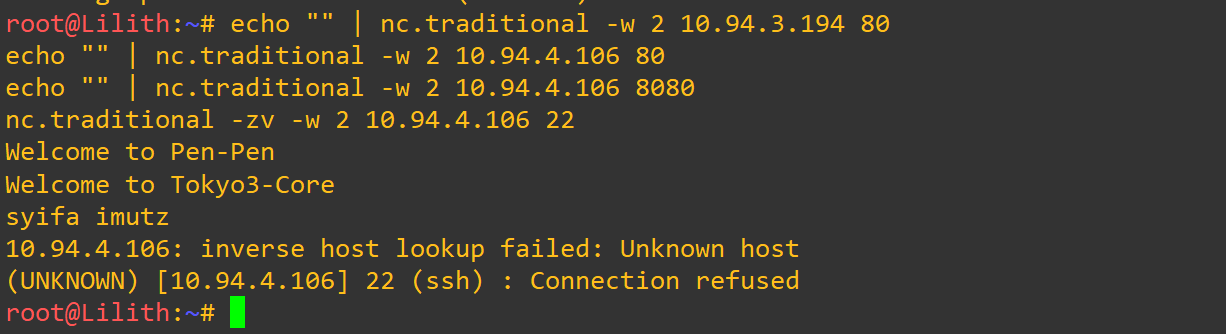 root@Lilith:~# echo "" | nc.traditional -w 2 10.94.3.194 80
echo "" | nc.traditional -w 2 10.94.4.106 80
echo "" | nc.traditional -w 2 10.94.4.106 8080
nc.traditional -zv -w 2 10.94.4.106 22
Welcome to Pen-Pen
Welcome to Tokyo3-Core
syifa imutz
10.94.4.106: inverse host lookup failed: Unknown host
(UNKNOWN) [10.94.4.106] 22 (ssh) : Connection refused
root@Lilith:~#